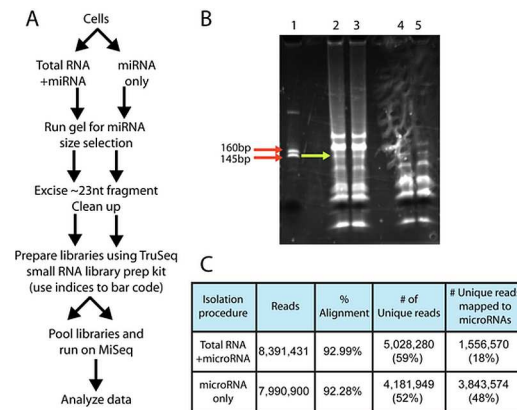 A
Cells
Total RNA
+miRNA
miRNA
only
Run gel for miRNA
size selection
Excise ~23nt fragment
Clean up
Prepare libraries using TruSeq
small RNA library prep kit
(use indices to bar code)
Pool libraries and
run on MiSeq
Analyze data
B
1 2 3 4 5
160bp
145bp
C
Isolation procedure | Reads | % Alignment | # of Unique reads | # Unique reads mapped to microRNAs
Total RNA +microRNA | 8,391,431 | 92.99% | 5,028,280 (59%) | 1,556,570 (18%)
microRNA only | 7,990,900 | 92.28% | 4,181,949 (52%) | 3,843,574 (48%)